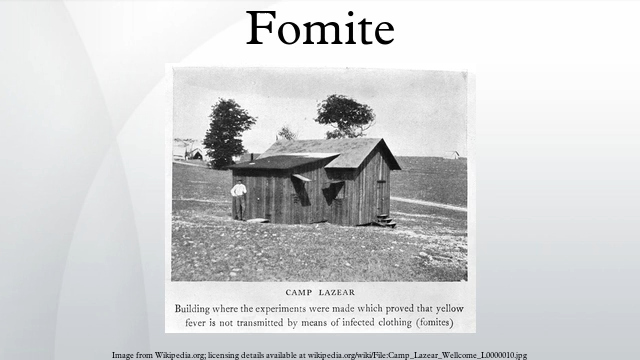 Fomite
CAMP LAZEAR
Building where the experiments were made which proved that yellow
fever is not transmitted by means of infected clothing (fomites)
Image from Wikipedia.org; licensing details available at wikipedia.org/wiki/File:Camp_Lazear_Wellcome_L0000010.jpg